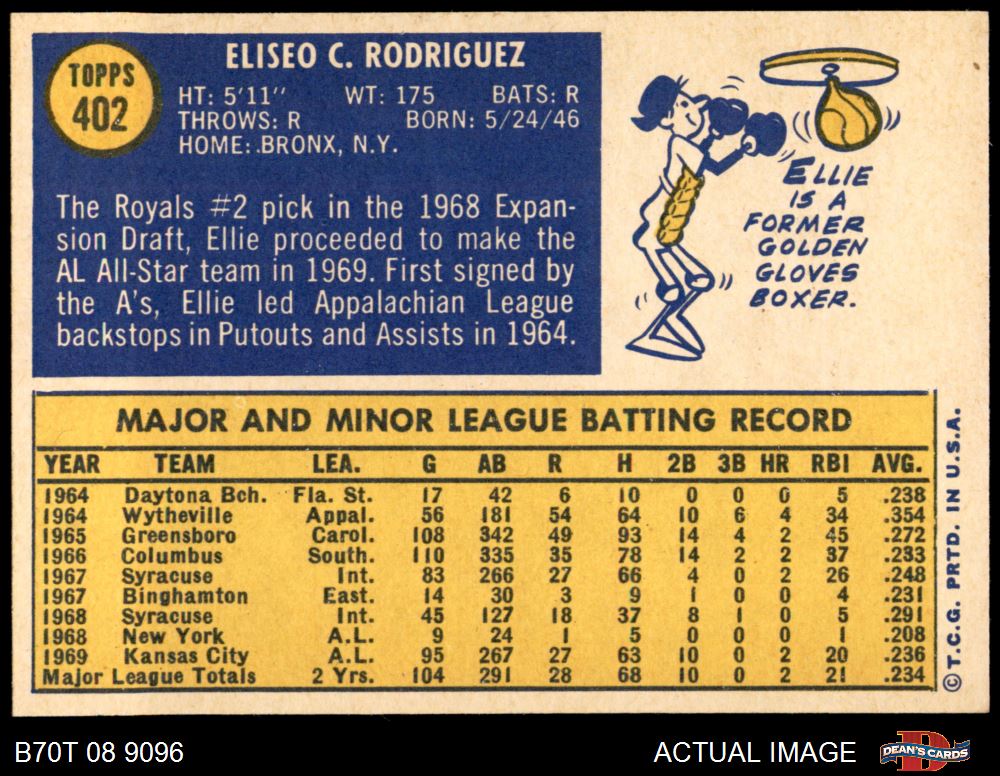 TOPPS
402
ELISEO C. RODRIGUEZ
HT: 5'11" WT: 175 BATS: R
THROWS: R BORN: 5/24/46
HOME: BRONX, N.Y.
The Royals #2 pick in the 1968 Expan-
sion Draft, Ellie proceeded to make the
AL All-Star team in 1969. First signed by
the A's, Ellie led Appalachian League
backstops in Putouts and Assists in 1964.
ELLIE
IS A
FORMER
GOLDEN
GLOVES
BOXER.
MAJOR AND MINOR LEAGUE BATTING RECORD
YEAR TEAM LEA. G AB R H 2B 3B HR RBI AVG.
1964 Daytona Bch. Fla. St. 17 42 6 10 0 0 0 5 .238
1964 Wytheville Appal. 56 181 54 64 10 6 4 34 .354
1965 Greensboro Carol. 108 342 49 93 14 4 2 45 .272
1966 Columbus South. 110 335 35 78 14 2 2 37 .233
1967 Syracuse Int. 83 266 27 66 4 0 2 26 .248
1967 Binghamton East. 14 30 3 9 1 0 0 4 .231
1968 Syracuse Int. 45 127 18 37 8 1 0 5 .291
1968 New York A.L. 9 24 1 5 0 0 0 1 .208
1969 Kansas City A.L. 95 267 27 63 10 0 2 20 .236
Major League Totals 2 Yrs. 104 291 28 68 10 0 2 21 .234
© T.C.G. PRTD. IN U.S.A.
B70T 08 9096 ACTUAL IMAGE DEAN'S CARDS